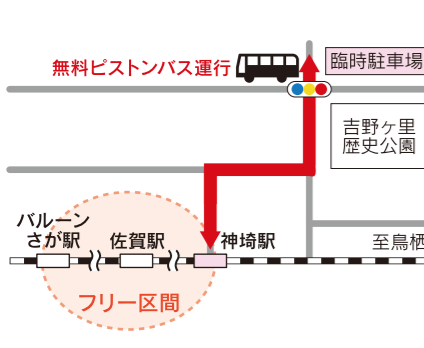 臨時駐車場
無料ピストンバス運行
吉野ヶ里
歴史公園
バルーン
さが駅
佐賀駅
神埼駅
至鳥栖
フリー区間